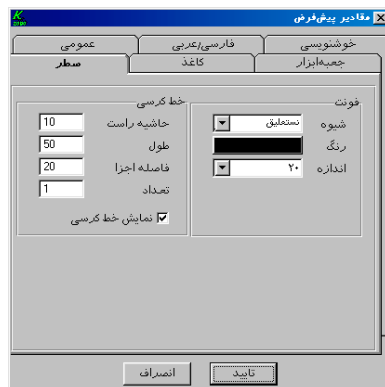 مقادیر پیش‌فرض
خوشنویسی
فارسی/عربی
عمومی
جعبه‌ابزار
کاغذ
سطر
فونت
شیوه
نستعلیق
رنگ
اندازه
۲۰
خط کرسی
حاشیه راست
10
طول
50
فاصله اجزا
20
تعداد
1
نمایش خط کرسی
تایید
انصراف